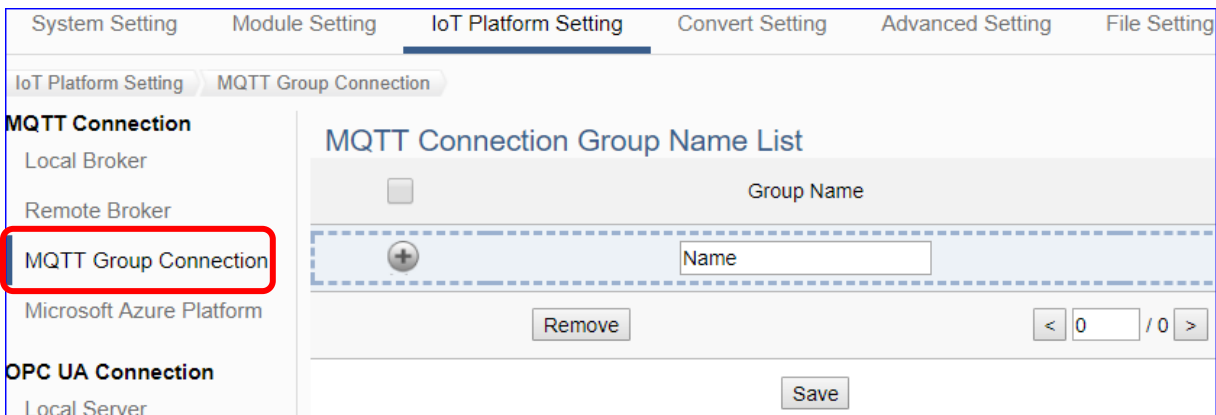 System Setting Module Setting IoT Platform Setting Convert Setting Advanced Setting File Setting
IoT Platform Setting MQTT Group Connection
MQTT Connection
Local Broker
Remote Broker
MQTT Group Connection
Microsoft Azure Platform
OPC UA Connection
Local Server
MQTT Connection Group Name List
Group Name
Name
Remove < 0 / 0 >
Save